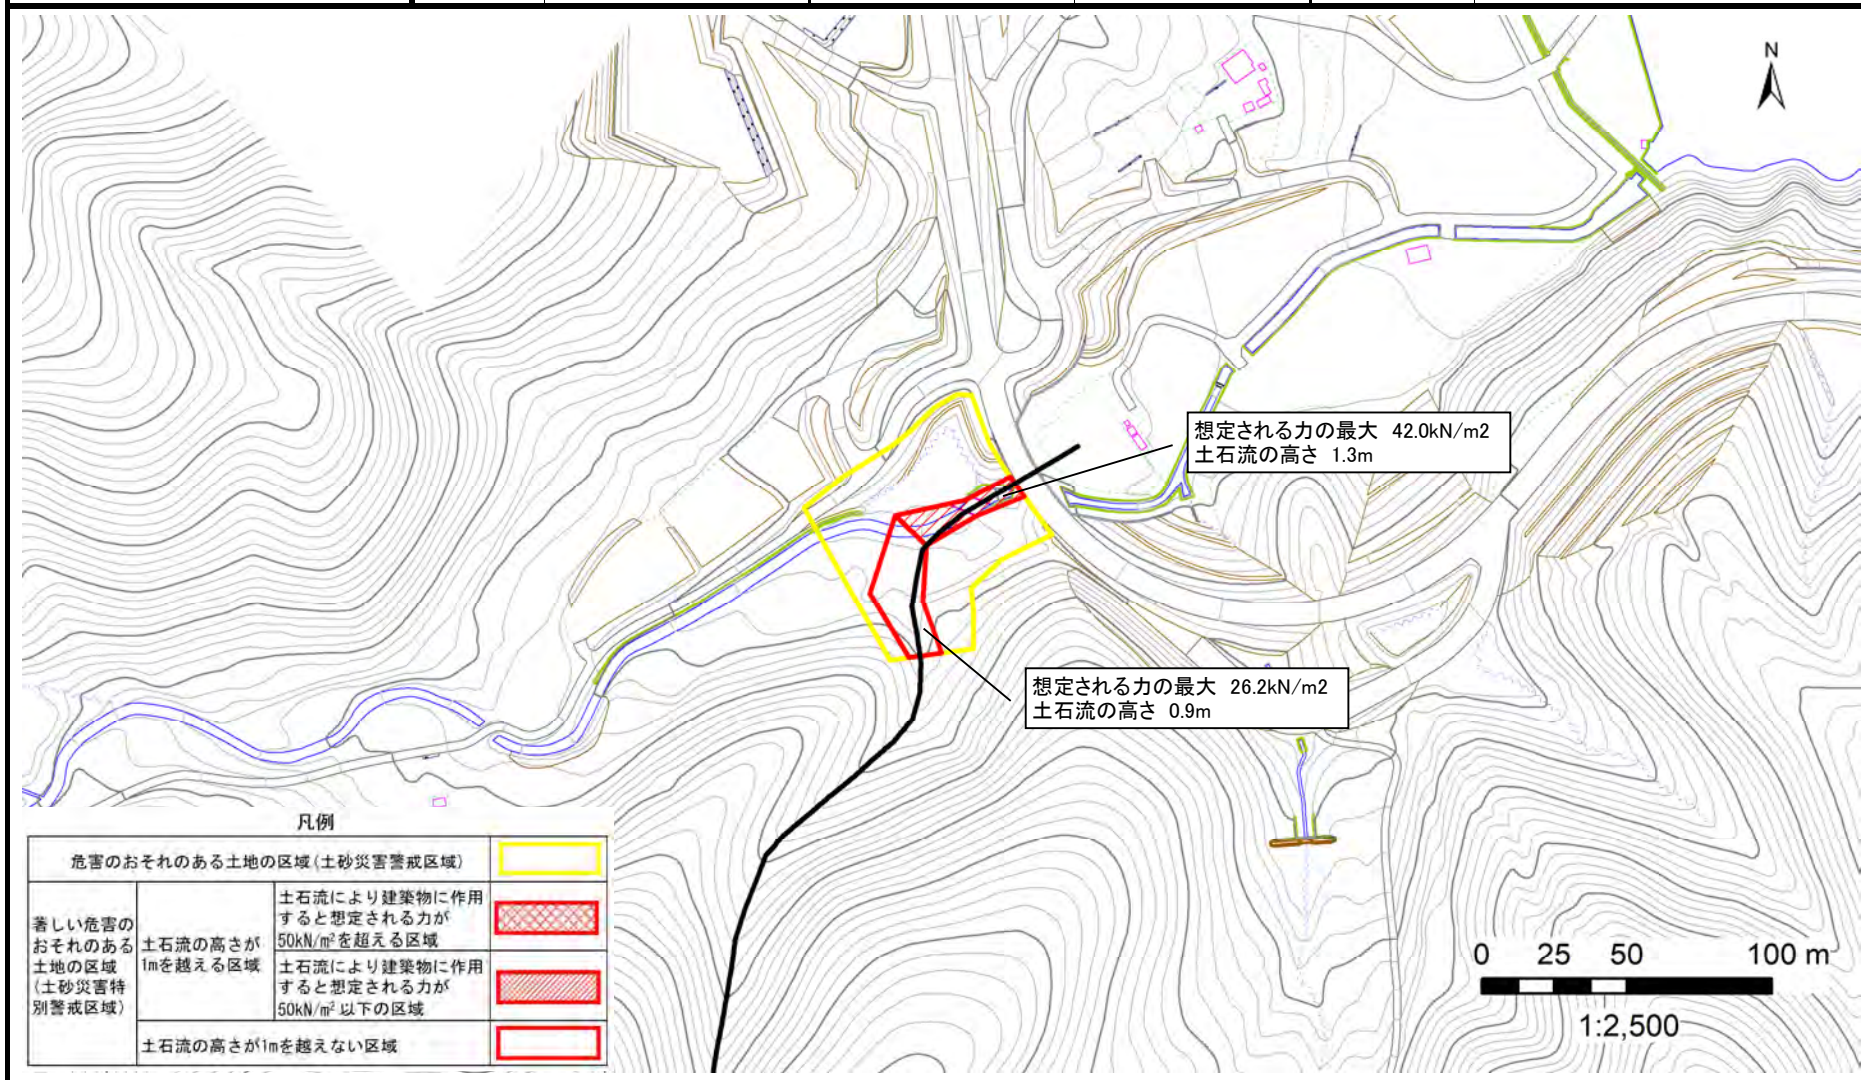 N
想定される力の最大 42.0kN/m2
土石流の高さ 1.3m
想定される力の最大 26.2kN/m2
土石流の高さ 0.9m
凡例
危害のおそれのある土地の区域(土砂災害警戒区域)
著しい危害の
おそれのある
土地の区域
(土砂災害特
別警戒区域)
土石流の高さが
1mを越える区域
土石流により建築物に作用
すると想定される力が
50kN/㎡を超える区域
土石流により建築物に作用
すると想定される力が
50kN/㎡以下の区域
土石流の高さが1mを越えない区域
0 25 50 100 m
1:2,500